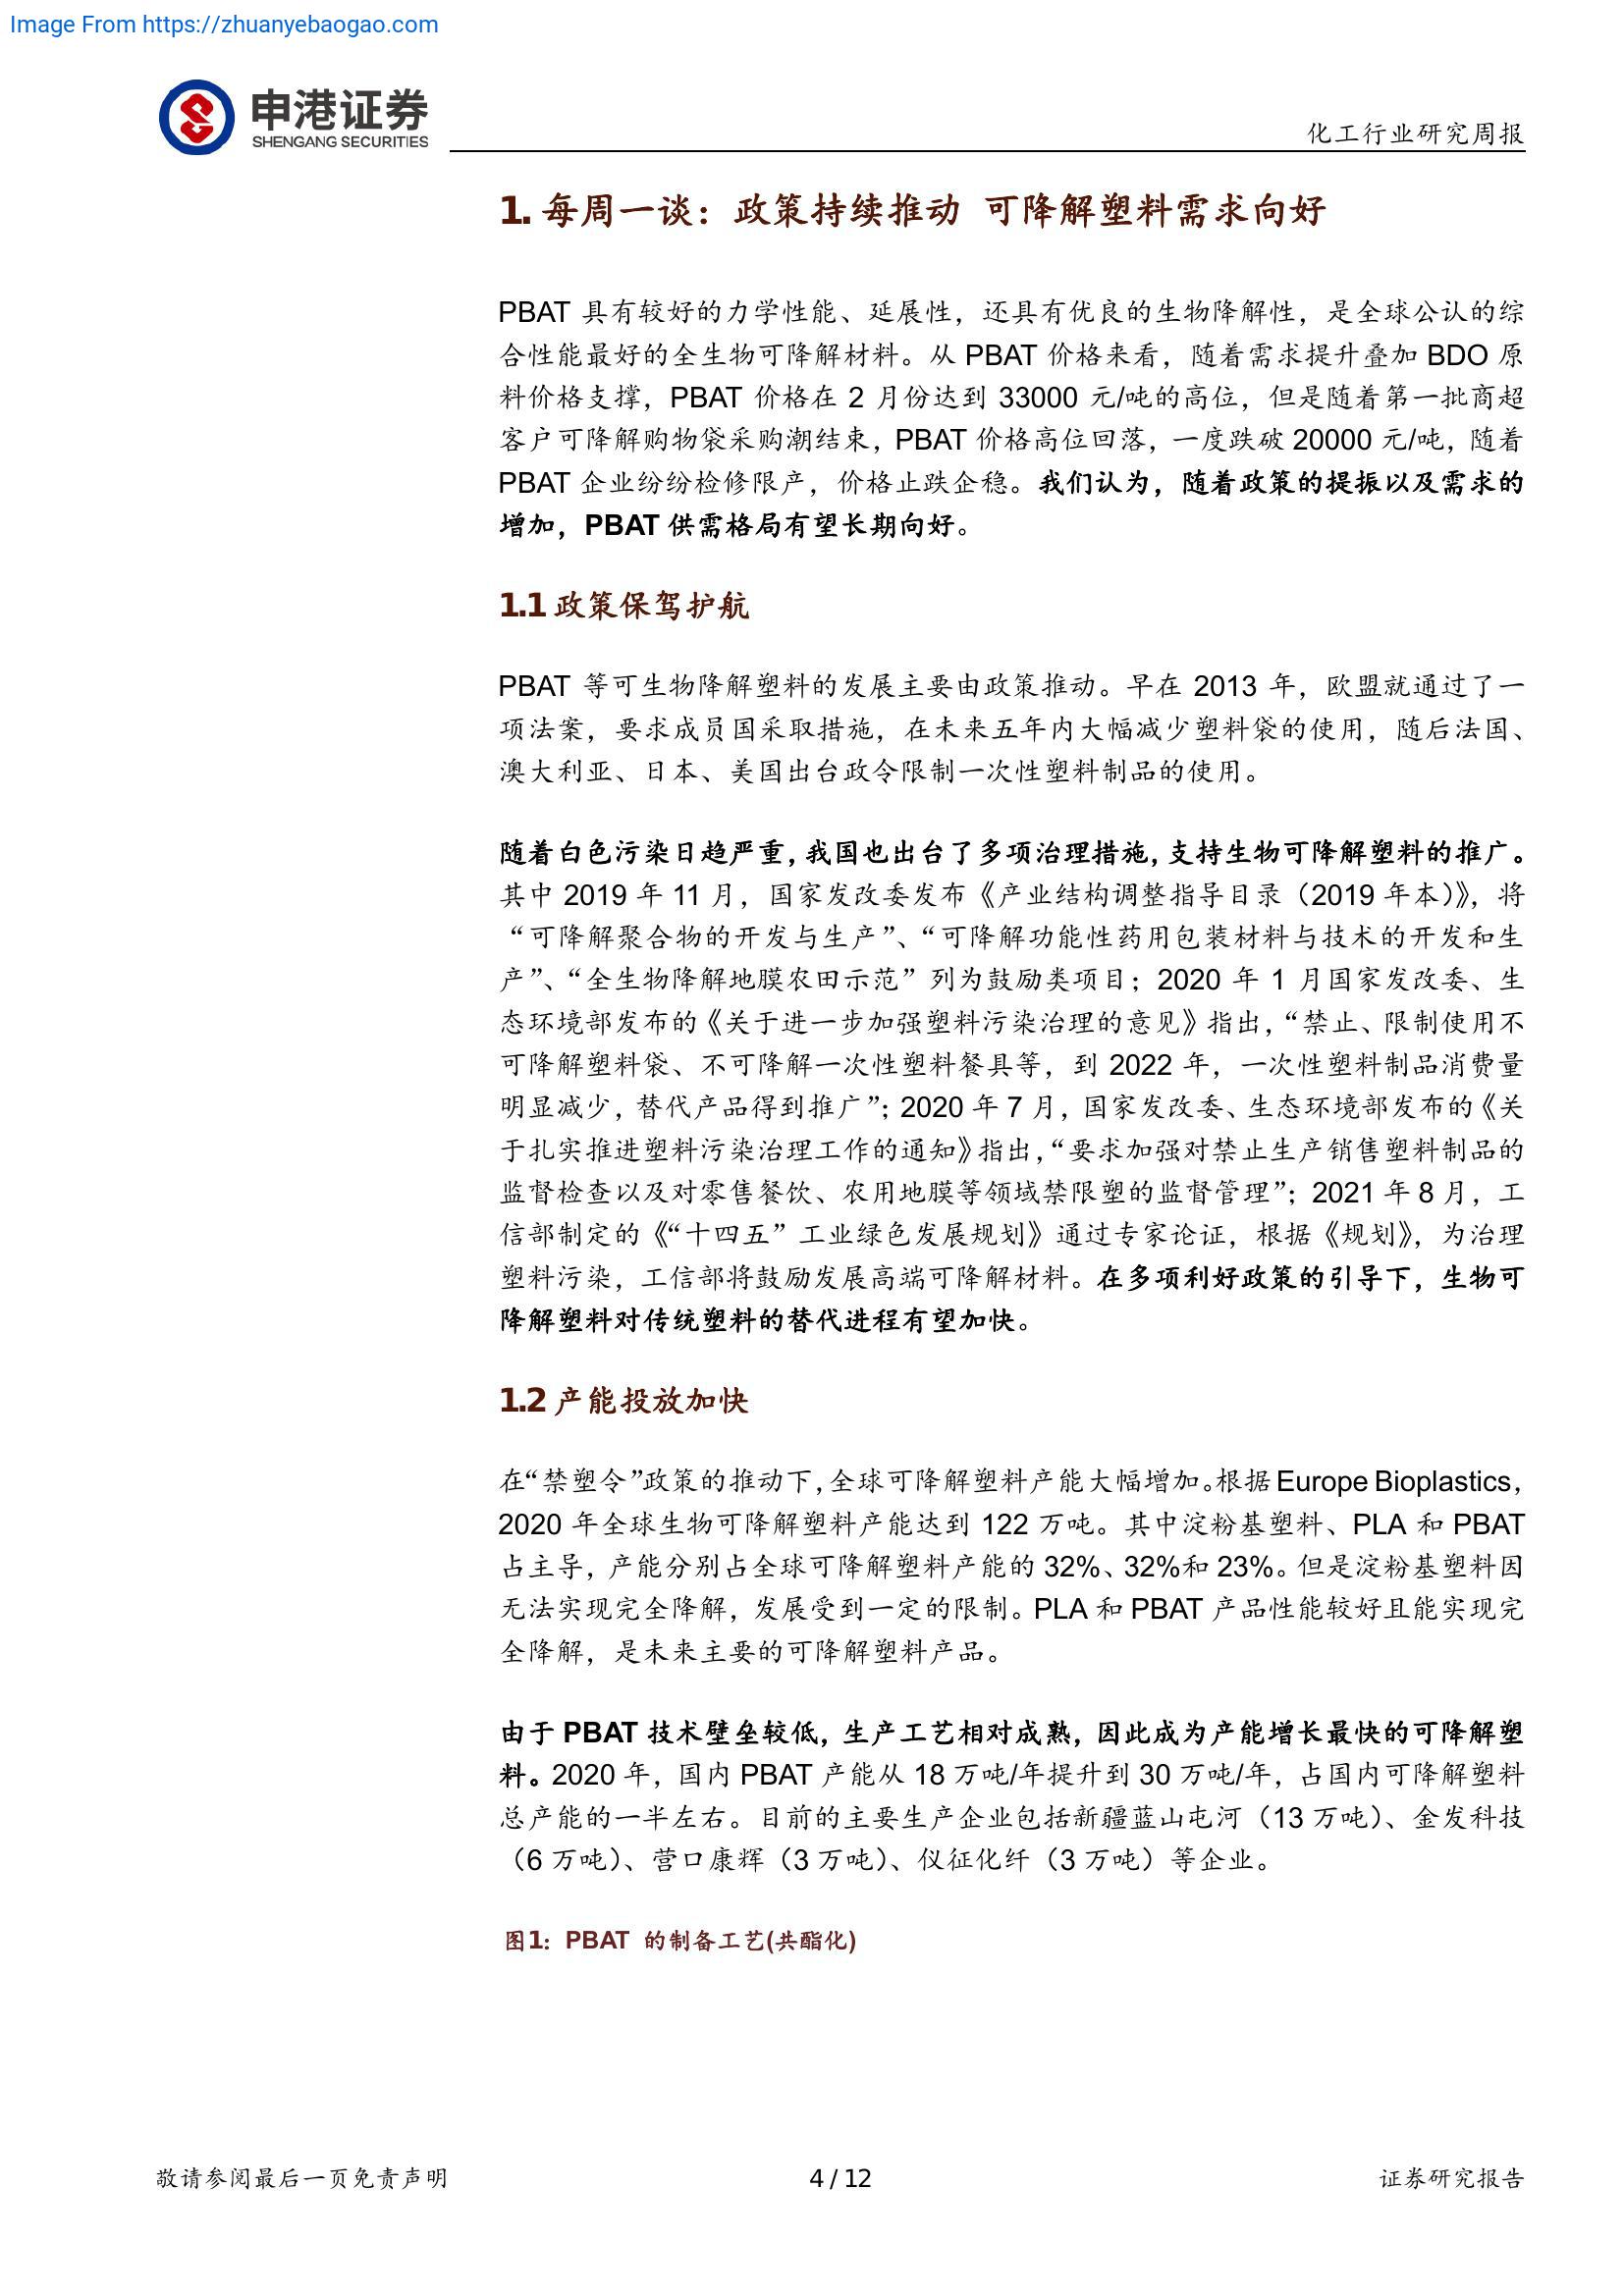 Image From https://zhuanyebaogao.com
申港证券
SHENGANG SECURITIES
化工行业研究周报
1. 每周一谈：政策持续推动 可降解塑料需求向好
PBAT 具有较好的力学性能、延展性，还具有优良的生物降解性，是全球公认的综
合性能最好的全生物可降解材料。从 PBAT 价格来看，随着需求提升叠加 BDO 原
料价格支撑，PBAT 价格在 2 月份达到 33000 元/吨的高位，但是随着第一批商超
客户可降解购物袋采购潮结束，PBAT 价格高位回落，一度跌破 20000 元/吨，随着
PBAT 企业纷纷检修限产，价格止跌企稳。我们认为，随着政策的提振以及需求的
增加，PBAT 供需格局有望长期向好。
1.1 政策保驾护航
PBAT 等可生物降解塑料的发展主要由政策推动。早在 2013 年，欧盟就通过了一
项法案，要求成员国采取措施，在未来五年内大幅减少塑料袋的使用，随后法国、
澳大利亚、日本、美国出台政令限制一次性塑料制品的使用。
随着白色污染日趋严重，我国也出台了多项治理措施，支持生物可降解塑料的推广。
其中 2019 年 11 月，国家发改委发布《产业结构调整指导目录（2019 年本）》，将
“可降解聚合物的开发与生产”、“可降解功能性药用包装材料与技术的开发和生
产”、“全生物降解地膜农田示范”列为鼓励类项目；2020 年 1 月国家发改委、生
态环境部发布的《关于进一步加强塑料污染治理的意见》指出，“禁止、限制使用不
可降解塑料袋、不可降解一次性塑料餐具等，到 2022 年，一次性塑料制品消费量
明显减少，替代产品得到推广”；2020 年 7 月，国家发改委、生态环境部发布的《关
于扎实推进塑料污染治理工作的通知》指出，“要求加强对禁止生产销售塑料制品的
监督检查以及对零售餐饮、农用地膜等领域禁限塑的监督管理”；2021 年 8 月，工
信部制定的《“十四五”工业绿色发展规划》通过专家论证，根据《规划》，为治理
塑料污染，工信部将鼓励发展高端可降解材料。在多项利好政策的引导下，生物可
降解塑料对传统塑料的替代进程有望加快。
1.2 产能投放加快
在“禁塑令”政策的推动下，全球可降解塑料产能大幅增加。根据 Europe Bioplastics，
2020 年全球生物可降解塑料产能达到 122 万吨。其中淀粉基塑料、PLA 和 PBAT
占主导，产能分别占全球可降解塑料产能的 32%、32%和 23%。但是淀粉基塑料因
无法实现完全降解，发展受到一定的限制。PLA 和 PBAT 产品性能较好且能实现完
全降解，是未来主要的可降解塑料产品。
由于 PBAT 技术壁垒较低，生产工艺相对成熟，因此成为产能增长最快的可降解塑
料。2020 年，国内 PBAT 产能从 18 万吨/年提升到 30 万吨/年，占国内可降解塑料
总产能的一半左右。目前的主要生产企业包括新疆蓝山屯河（13 万吨）、金发科技
（6 万吨）、营口康辉（3 万吨）、仪征化纤（3 万吨）等企业。
图1：PBAT 的制备工艺(共酯化)
敬请参阅最后一页免责声明
4 / 12
证券研究报告